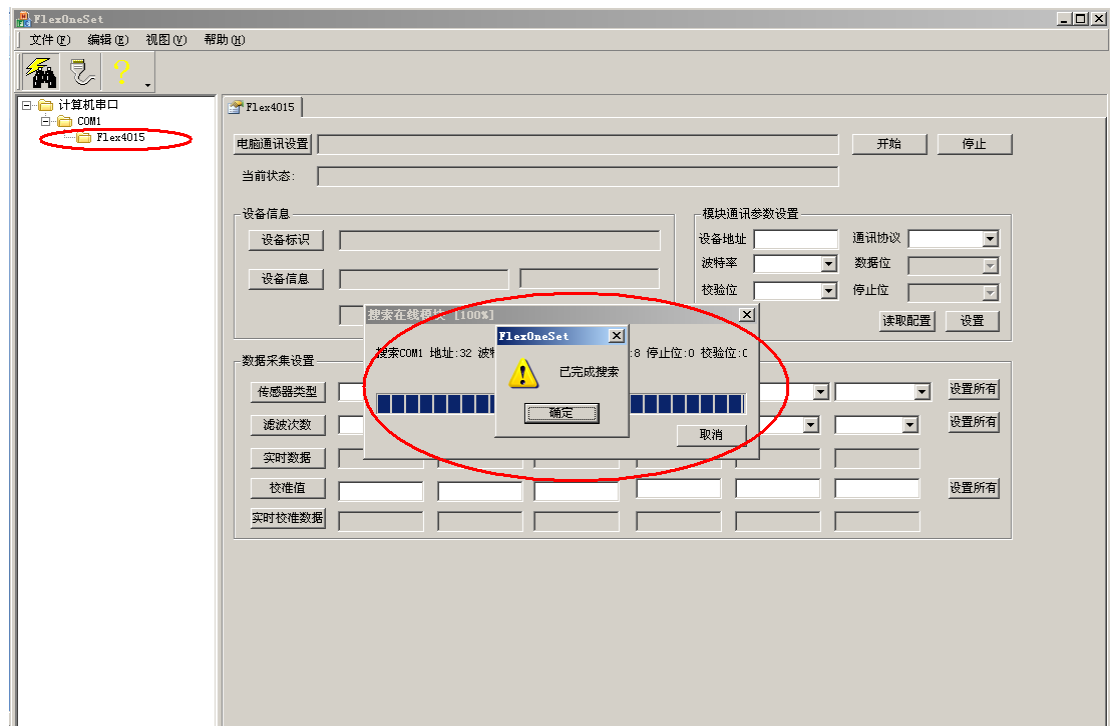 FlexOneSet
文件(F) 编辑(E) 视图(V) 帮助(H)
计算机串口
COM1
Flex4015
Flex4015
电脑通讯设置 开始 停止
当前状态:
设备信息
设备标识
设备信息
模块通讯参数设置
设备地址 通讯协议
波特率 数据位
校验位 停止位
读取配置 设置
搜索在线模块 [100%]
搜索COM1 地址:32 :8 停止位:0 校验位:
FlexOneSet
已完成搜索
确定
取消
数据采集设置
传感器类型 设置所有
滤波次数 设置所有
实时数据
校准值 设置所有
实时校准数据